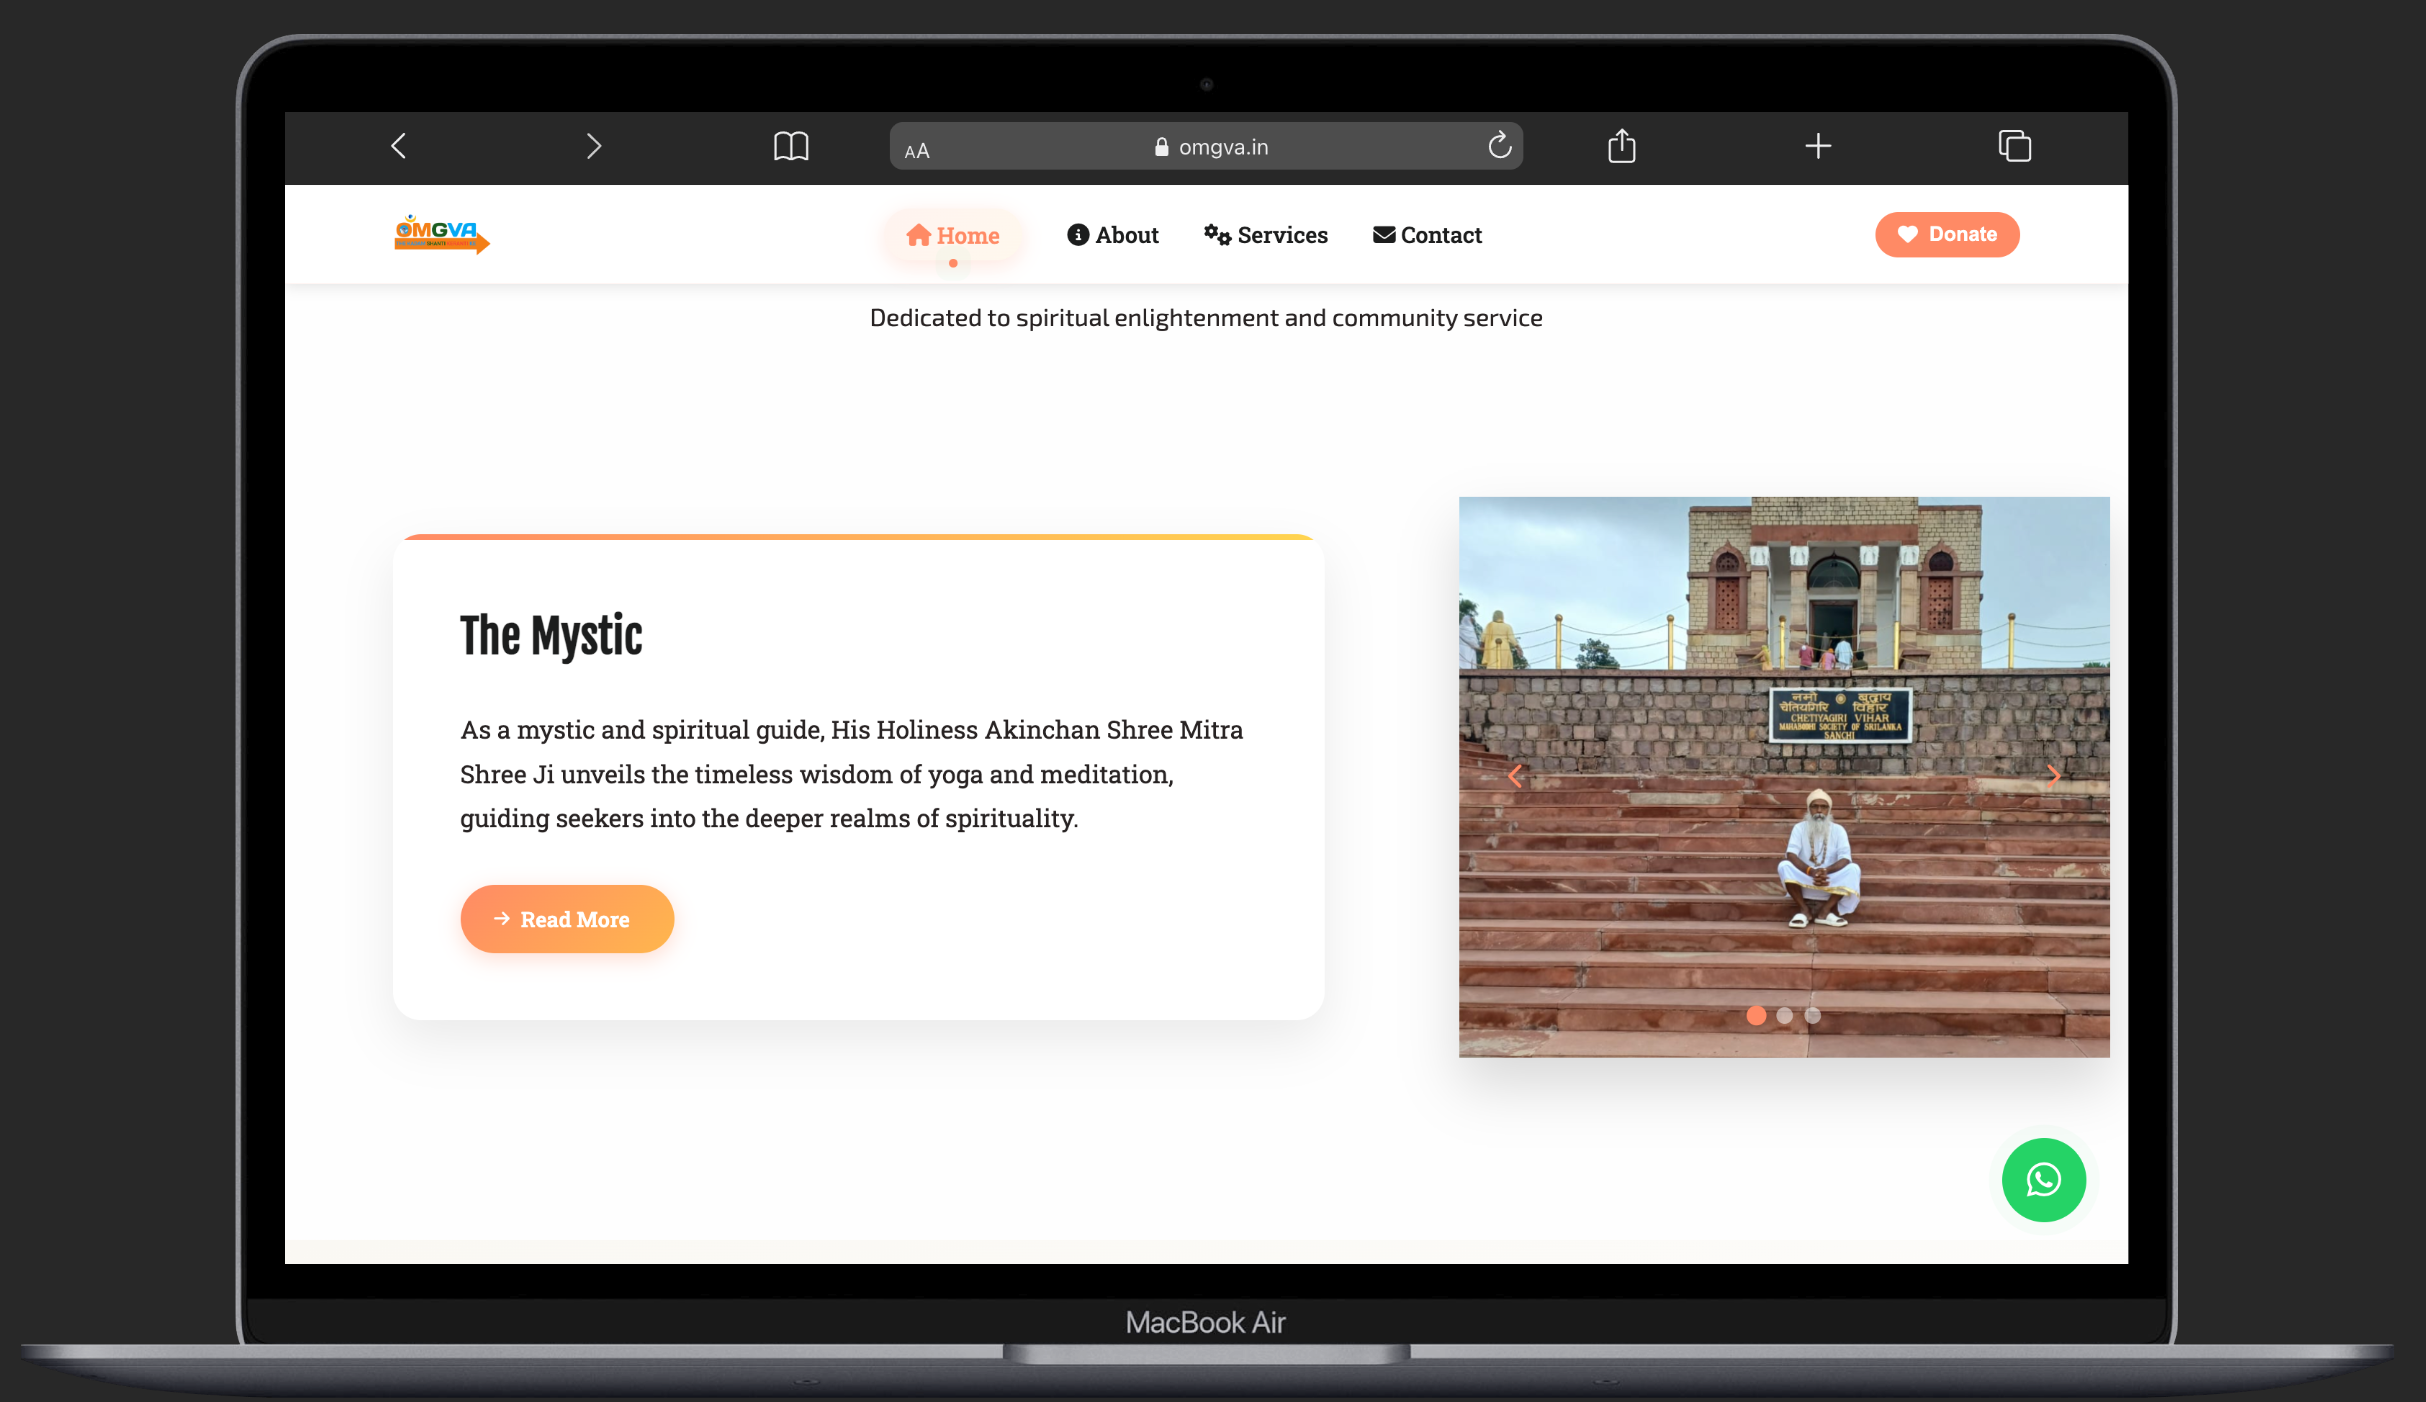 AA omgva.in
OMGVA
Home About Services Contact
Donate
Dedicated to spiritual enlightenment and community service
The Mystic
As a mystic and spiritual guide, His Holiness Akinchan Shree Mitra
Shree Ji unveils the timeless wisdom of yoga and meditation,
guiding seekers into the deeper realms of spirituality.
Read More
नमो बुद्धाय
चेतियगिरि विहार
CHETIYAGIRI VIHAR
MAHABODHI SOCIETY OF SRILANKA
SANCHI
MacBook Air